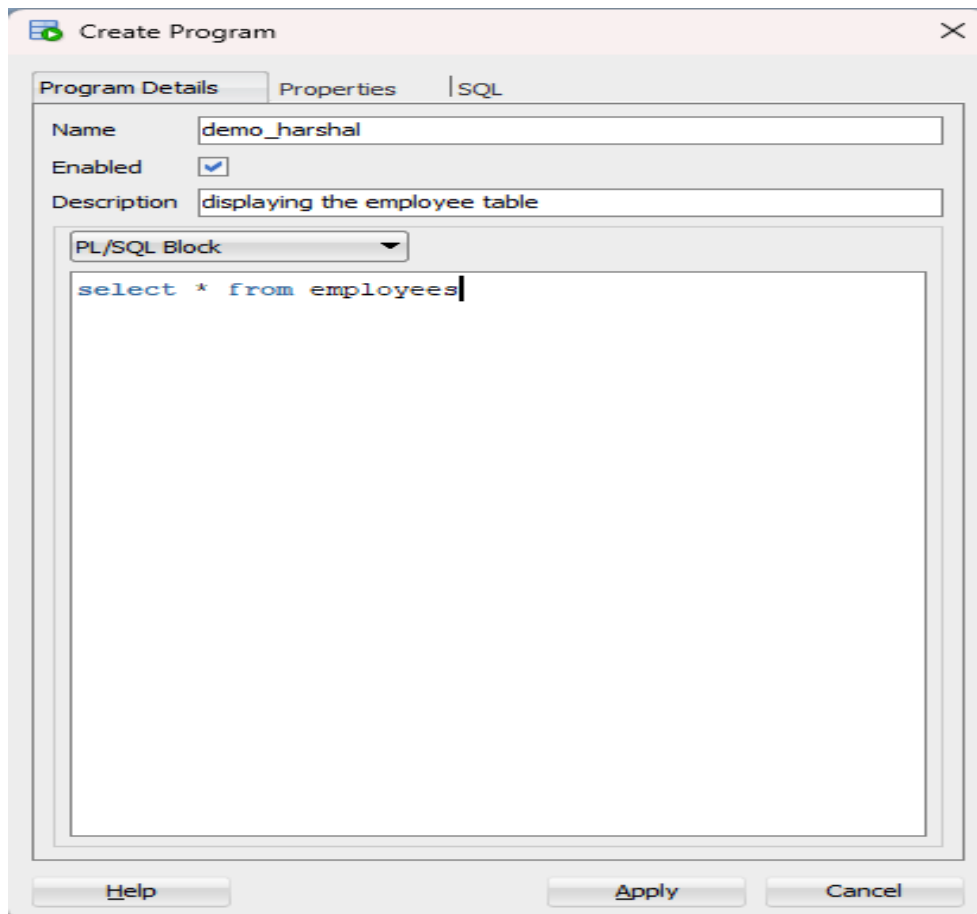 Create Program
Program Details Properties SQL
Name demo_harshal
Enabled
Description displaying the employee table
PL/SQL Block
select * from employees
Help Apply Cancel